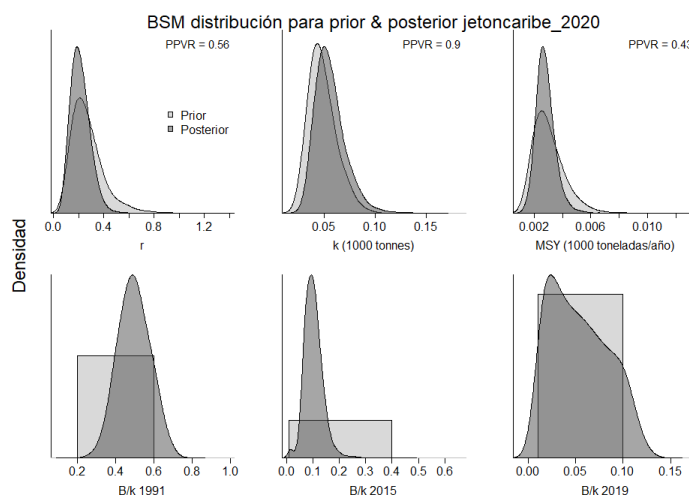 BSM distribución para prior & posterior jetoncaribe_2020
PPVR = 0.56
PPVR = 0.9
PPVR = 0.43
Prior
Posterior
Densidad
0.0 0.2 0.4 0.6 0.8 1.2
r
0.05 0.10 0.15
k (1000 tonnes)
0.002 0.006 0.010
MSY (1000 toneladas/año)
0.2 0.4 0.6 0.8 1.0
B/k 1991
0.0 0.1 0.2 0.3 0.4 0.5 0.6
B/k 2015
0.00 0.05 0.10 0.15
B/k 2019